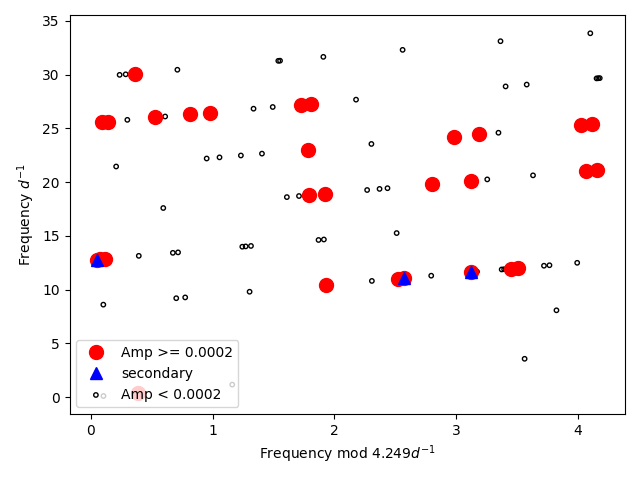 35
30
25
20
15
10
5
0
Frequency d⁻¹
Amp >= 0.0002
secondary
Amp < 0.0002
0 1 2 3 4
Frequency mod 4.249d⁻¹